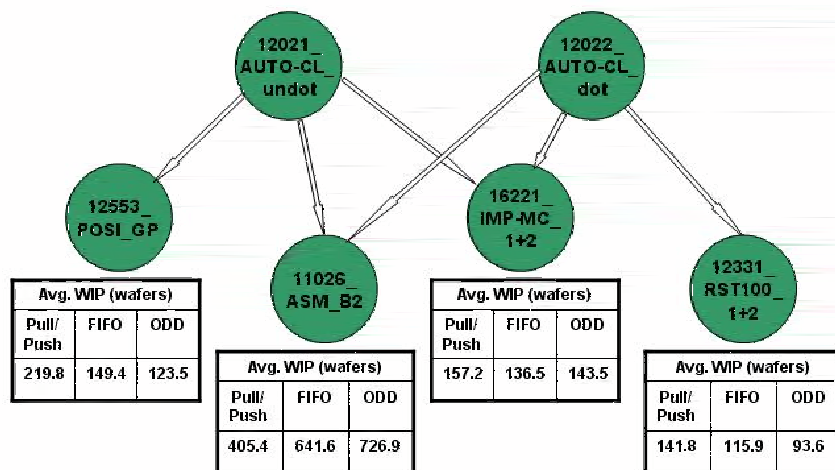 12021_
AUTO-CL_
undot
12022_
AUTO-CL_
dot
12553_
POSI_GP
16221_
IMP-MC_
1+2
11026_
ASM_B2
12331_
RST100_
1+2
Avg. WIP (wafers)
Pull/
Push
FIFO
ODD
219.8 149.4 123.5
Avg. WIP (wafers)
Pull/
Push
FIFO
ODD
405.4 641.6 726.9
Avg. WIP (wafers)
Pull/
Push
FIFO
ODD
157.2 136.5 143.5
Avg. WIP (wafers)
Pull/
Push
FIFO
ODD
141.8 115.9 93.6